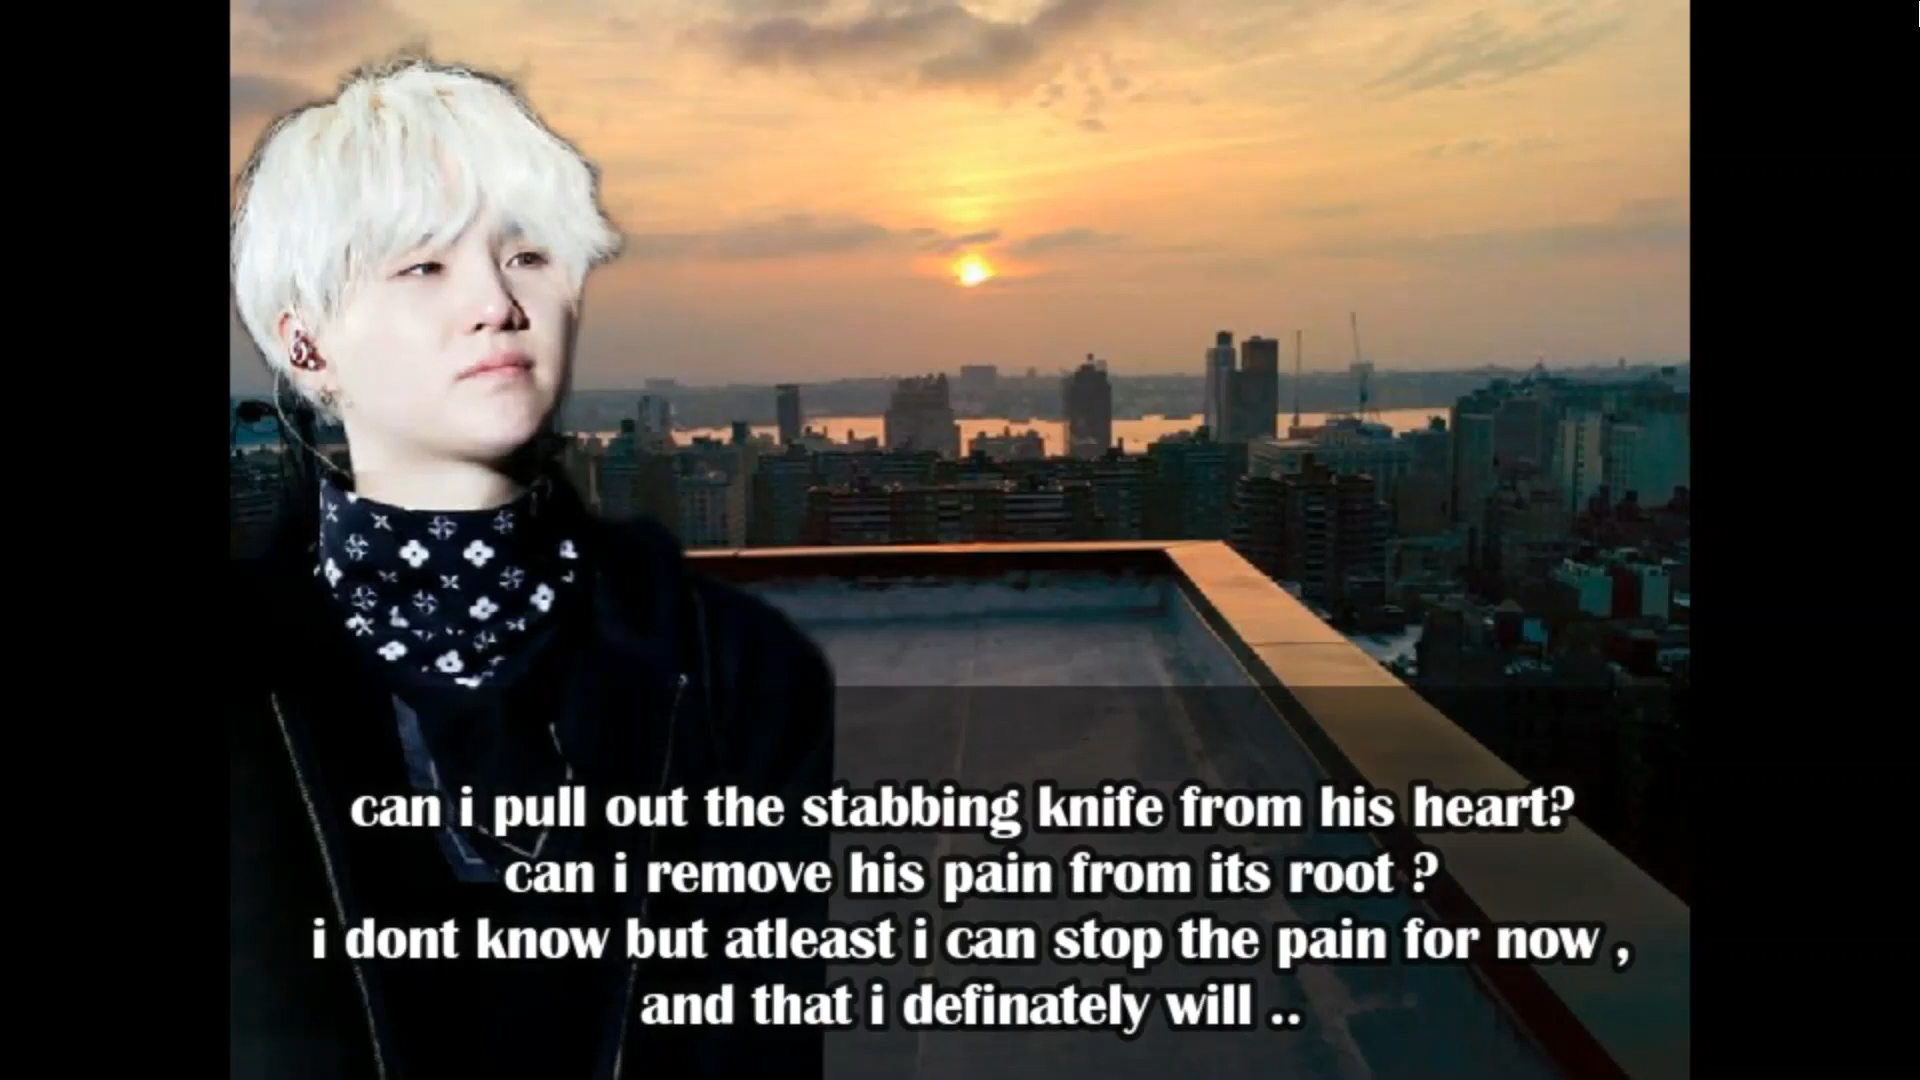 can i pull out the stabbing knife from his heart?
can i remove his pain from its root ?
i dont know but atleast i can stop the pain for now ,
and that i definately will ..